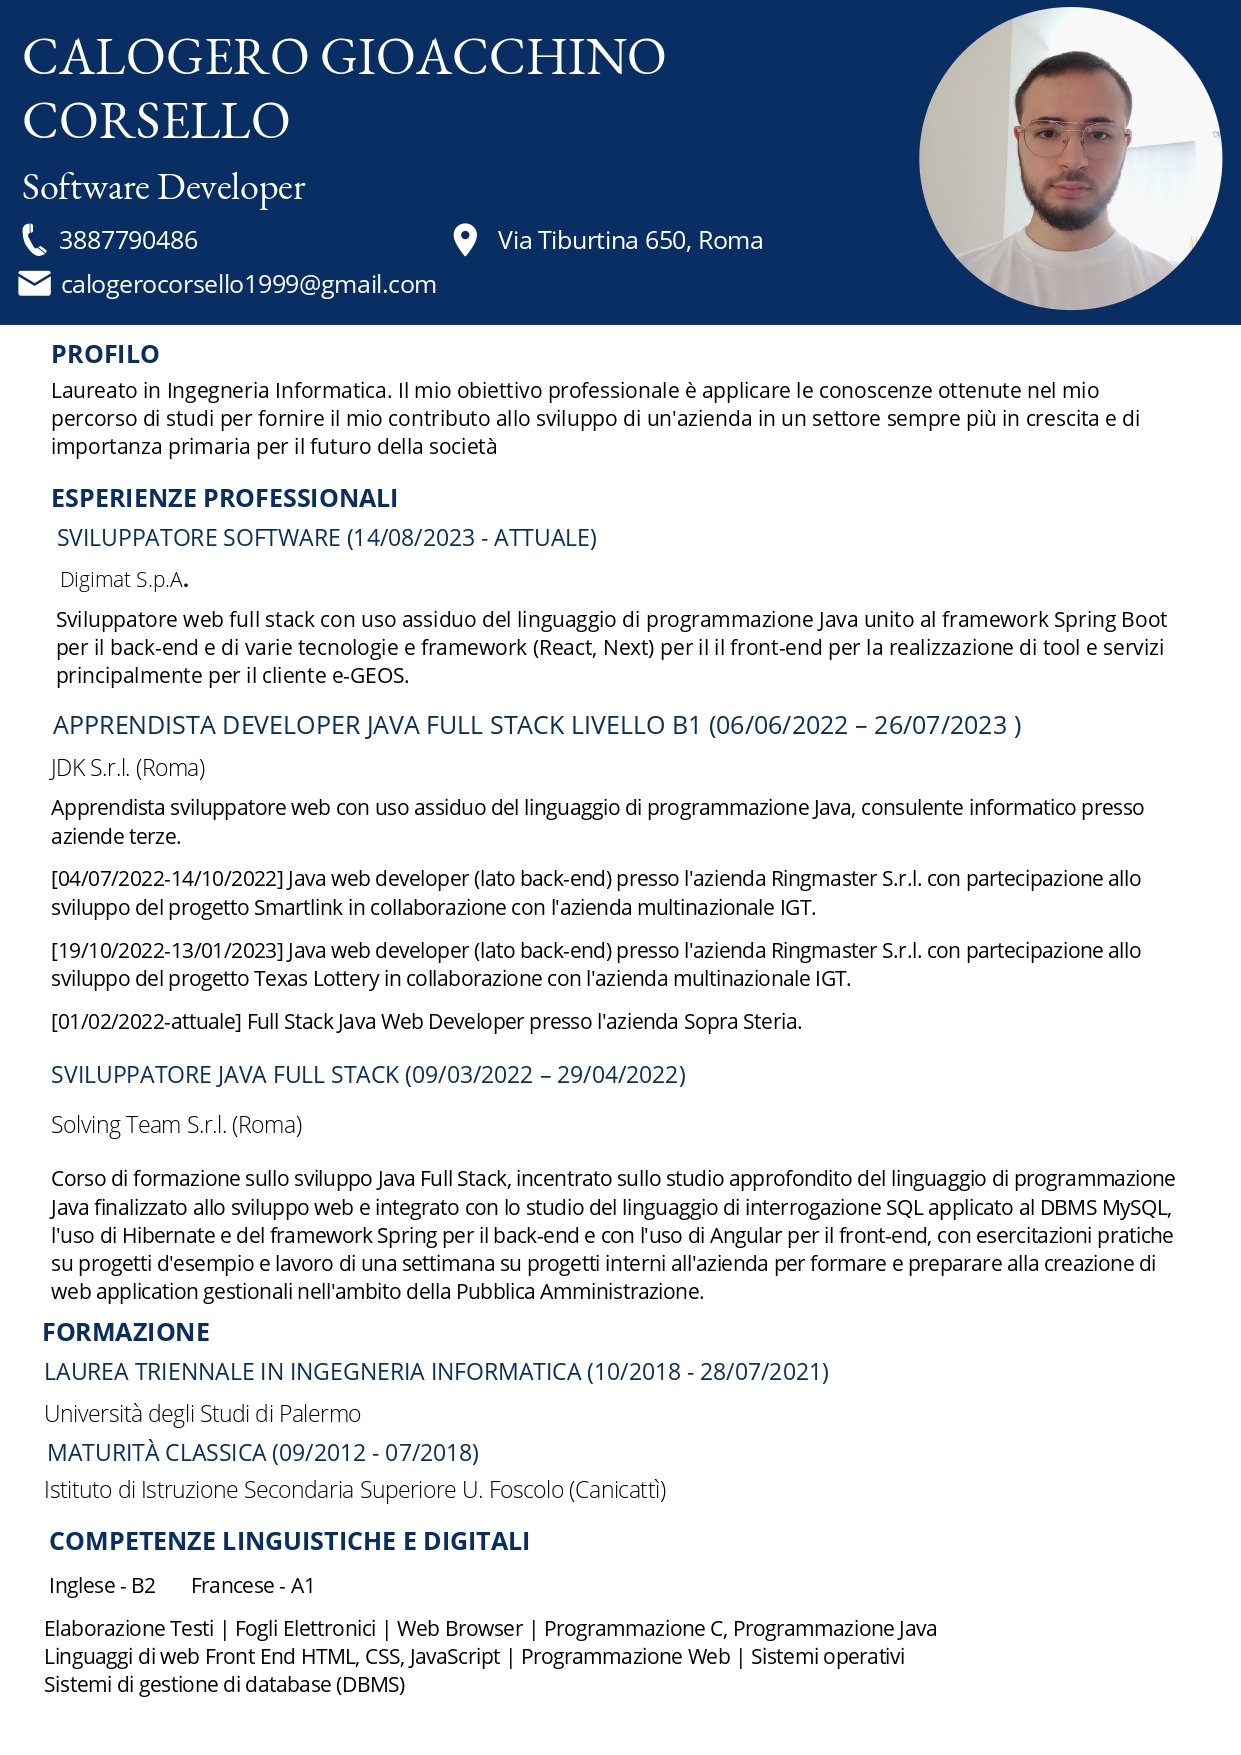 CALOGERO GIOACCHINO
CORSELLO
Software Developer
3887790486
Via Tiburtina 650, Roma
calogerocorsello1999@gmail.com
PROFILO
Laureato in Ingegneria Informatica. Il mio obiettivo professionale è applicare le conoscenze ottenute nel mio
percorso di studi per fornire il mio contributo allo sviluppo di un'azienda in un settore sempre più in crescita e di
importanza primaria per il futuro della società
ESPERIENZE PROFESSIONALI
SVILUPPATORE SOFTWARE (14/08/2023 - ATTUALE)
Digimat S.p.A.
Sviluppatore web full stack con uso assiduo del linguaggio di programmazione Java unito al framework Spring Boot
per il back-end e di varie tecnologie e framework (React, Next) per il il front-end per la realizzazione di tool e servizi
principalmente per il cliente e-GEOS.
APPRENDISTA DEVELOPER JAVA FULL STACK LIVELLO B1 (06/06/2022 – 26/07/2023 )
JDK S.r.l. (Roma)
Apprendista sviluppatore web con uso assiduo del linguaggio di programmazione Java, consulente informatico presso
aziende terze.
[04/07/2022-14/10/2022] Java web developer (lato back-end) presso l'azienda Ringmaster S.r.l. con partecipazione allo
sviluppo del progetto Smartlink in collaborazione con l'azienda multinazionale IGT.
[19/10/2022-13/01/2023] Java web developer (lato back-end) presso l'azienda Ringmaster S.r.l. con partecipazione allo
sviluppo del progetto Texas Lottery in collaborazione con l'azienda multinazionale IGT.
[01/02/2022-attuale] Full Stack Java Web Developer presso l'azienda Sopra Steria.
SVILUPPATORE JAVA FULL STACK (09/03/2022 – 29/04/2022)
Solving Team S.r.l. (Roma)
Corso di formazione sullo sviluppo Java Full Stack, incentrato sullo studio approfondito del linguaggio di programmazione
Java finalizzato allo sviluppo web e integrato con lo studio del linguaggio di interrogazione SQL applicato al DBMS MySQL,
l'uso di Hibernate e del framework Spring per il back-end e con l'uso di Angular per il front-end, con esercitazioni pratiche
su progetti d'esempio e lavoro di una settimana su progetti interni all'azienda per formare e preparare alla creazione di
web application gestionali nell'ambito della Pubblica Amministrazione.
FORMAZIONE
LAUREA TRIENNALE IN INGEGNERIA INFORMATICA (10/2018 - 28/07/2021)
Università degli Studi di Palermo
MATURITÀ CLASSICA (09/2012 - 07/2018)
Istituto di Istruzione Secondaria Superiore U. Foscolo (Canicattì)
COMPETENZE LINGUISTICHE E DIGITALI
Inglese - B2 Francese - A1
Elaborazione Testi | Fogli Elettronici | Web Browser | Programmazione C, Programmazione Java
Linguaggi di web Front End HTML, CSS, JavaScript | Programmazione Web | Sistemi operativi
Sistemi di gestione di database (DBMS)